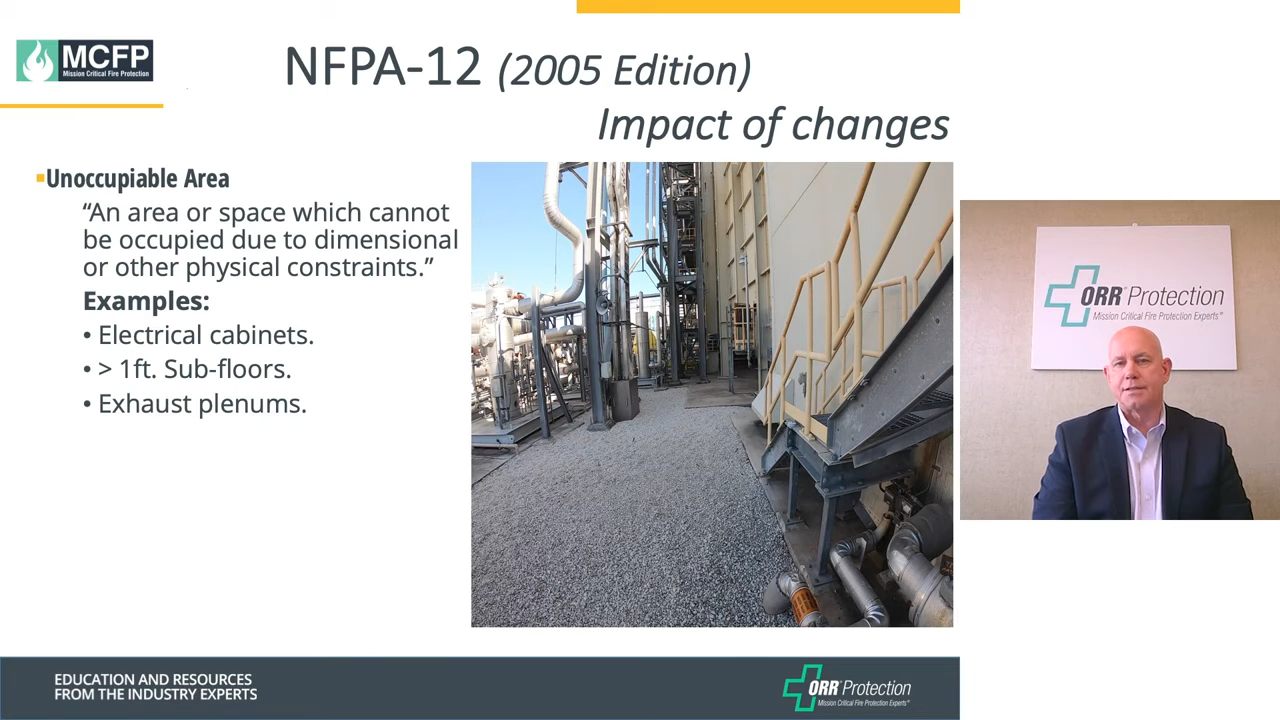 MCFP
Mission Critical Fire Protection
NFPA-12 (2005 Edition)
Impact of changes
Unoccupiable Area
“An area or space which cannot
be occupied due to dimensional
or other physical constraints.”
Examples:
• Electrical cabinets.
• > 1ft. Sub-floors.
• Exhaust plenums.
ORR® Protection
Mission Critical Fire Protection Experts®
EDUCATION AND RESOURCES
FROM THE INDUSTRY EXPERTS
ORR® Protection
Mission Critical Fire Protection Experts®